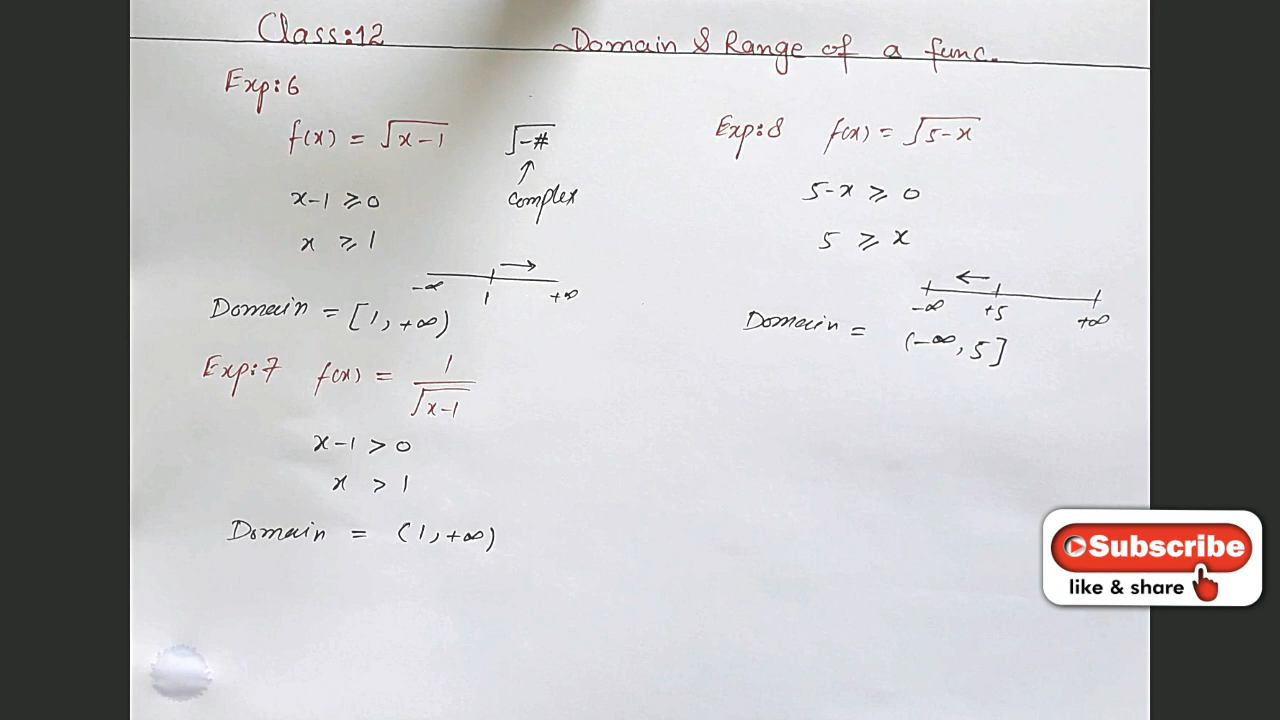 Class:12
Domain & Range of a func.
Exp:6
f(x) = √x-1
√-#
↑
complex
x-1 ≥ 0
x ≥ 1
→
-∞ 1 +∞
Domain = [1, +∞)
Exp:7 f(x) = 1/√x-1
x-1 > 0
x > 1
Domain = (1, +∞)
Exp:8 f(x) = √5-x
5-x ≥ 0
5 ≥ x
←
-∞ +5 +∞
Domain = (-∞, 5]
Subscribe
like & share